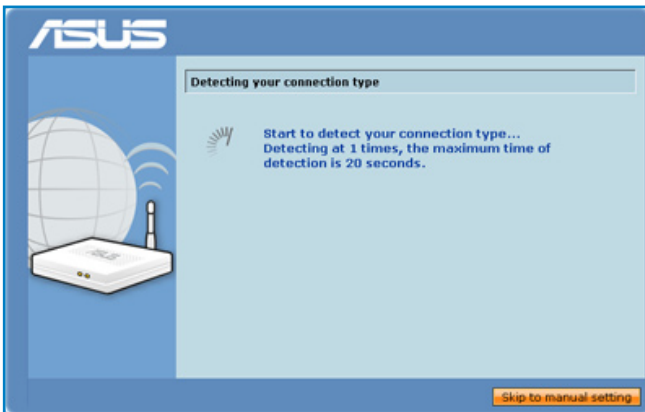 ASUS
Detecting your connection type
Start to detect your connection type...
Detecting at 1 times, the maximum time of
detection is 20 seconds.
ASUS
Skip to manual setting